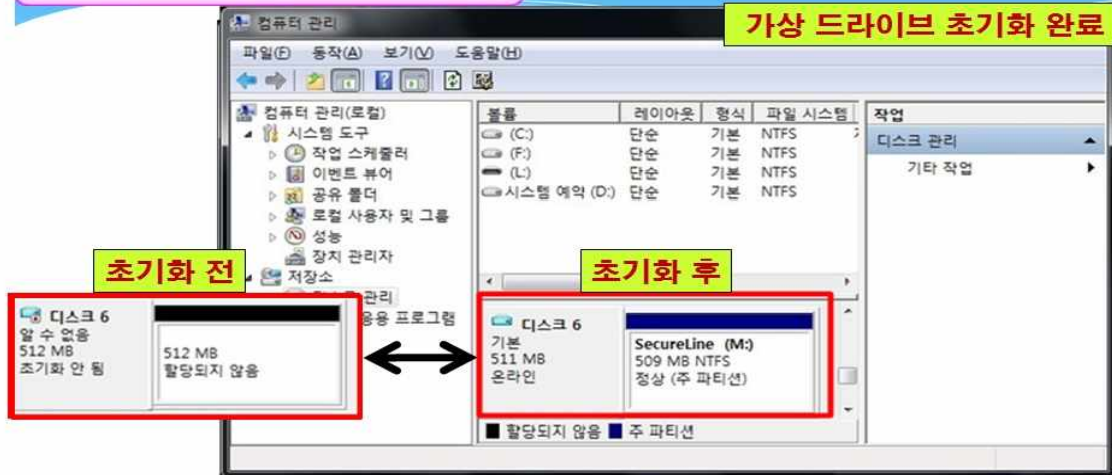 컴퓨터 관리
가상 드라이브 초기화 완료
파일(F) 동작(A) 보기(V) 도움말(H)
컴퓨터 관리(로컬)
시스템 도구
작업 스케줄러
이벤트 뷰어
공유 폴더
로컬 사용자 및 그룹
성능
장치 관리자
저장소
관리
응용 프로그램
볼륨 레이아웃 형식 파일 시스템
(C:) 단순 기본 NTFS
(F:) 단순 기본 NTFS
(L:) 단순 기본 NTFS
시스템 예약 (D:) 단순 기본 NTFS
작업
디스크 관리
기타 작업
초기화 전
디스크 6
알 수 없음
512 MB
초기화 안 됨
512 MB
할당되지 않음
초기화 후
디스크 6
기본
511 MB
온라인
SecureLine (M:)
509 MB NTFS
정상 (주 파티션)
할당되지 않음 주 파티션